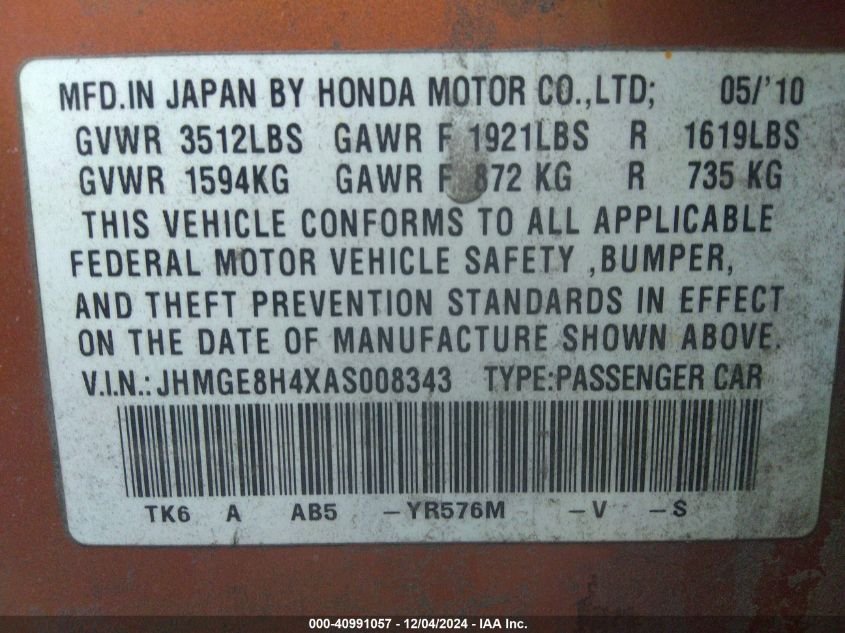 MFD.IN JAPAN BY HONDA MOTOR CO.,LTD; 05/'10
GVWR 3512LBS GAWR F 1921LBS R 1619LBS
GVWR 1594KG GAWR F 872 KG R 735 KG
THIS VEHICLE CONFORMS TO ALL APPLICABLE
FEDERAL MOTOR VEHICLE SAFETY ,BUMPER,
AND THEFT PREVENTION STANDARDS IN EFFECT
ON THE DATE OF MANUFACTURE SHOWN ABOVE.
V.I.N.: JHMGE8H4XAS008343 TYPE:PASSENGER CAR
TK6 A AB5 -YR576M -V -S
000-40991057 - 12/04/2024 - IAA Inc.